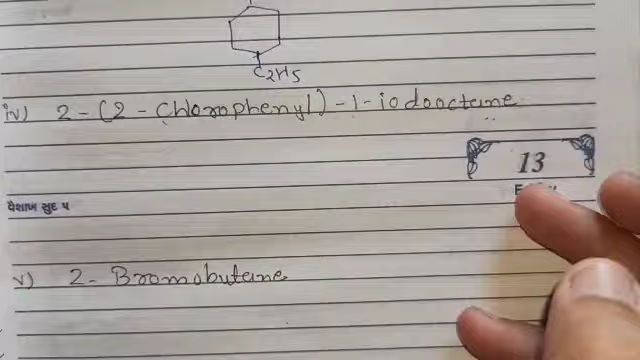 C2H5
iv) 2-(2-Chlorophenyl)-1-iodooctane
13
વૈશાખ સુદ ૫
v) 2-Bromobutane